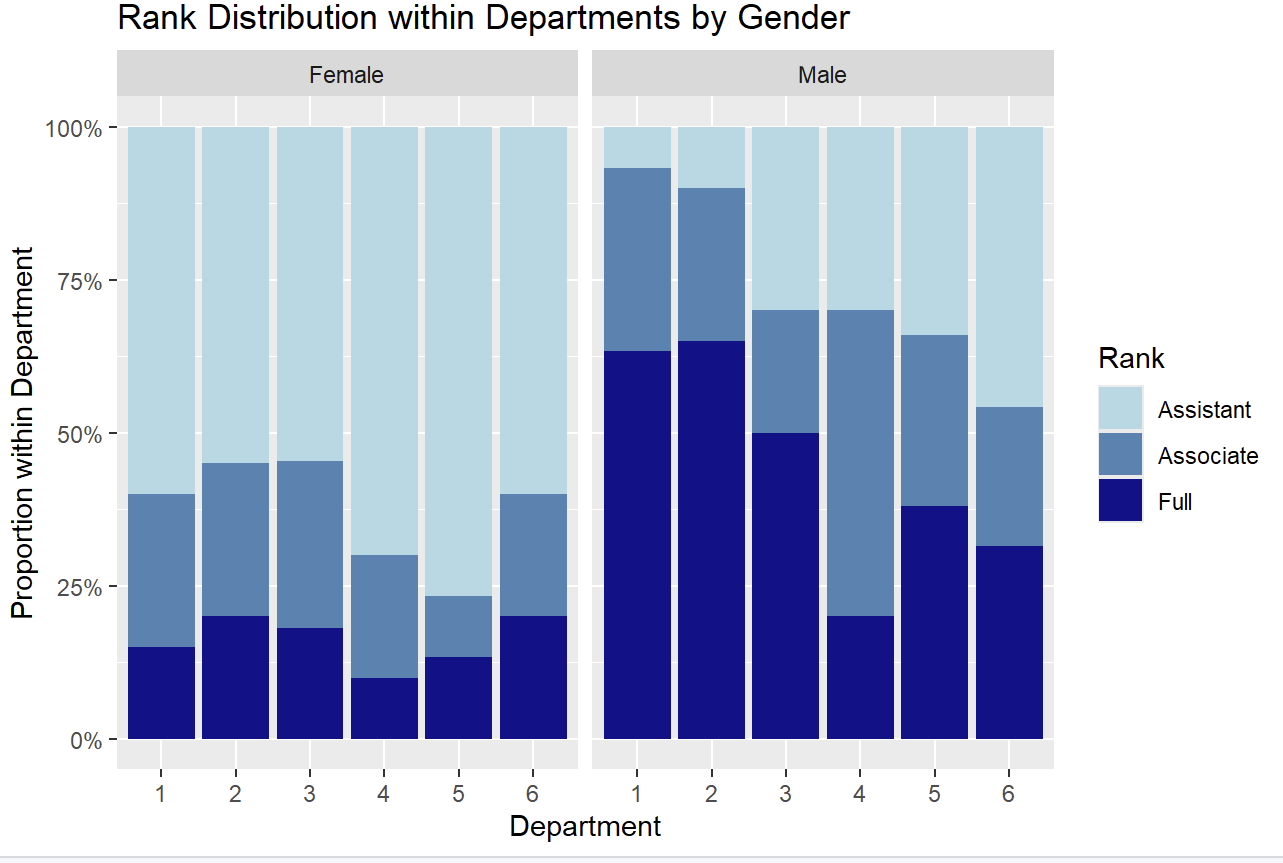 Rank Distribution within Departments by Gender
Female
Male
Proportion within Department
100%
75%
50%
25%
0%
1 2 3 4 5 6
1 2 3 4 5 6
Department
Rank
Assistant
Associate
Full